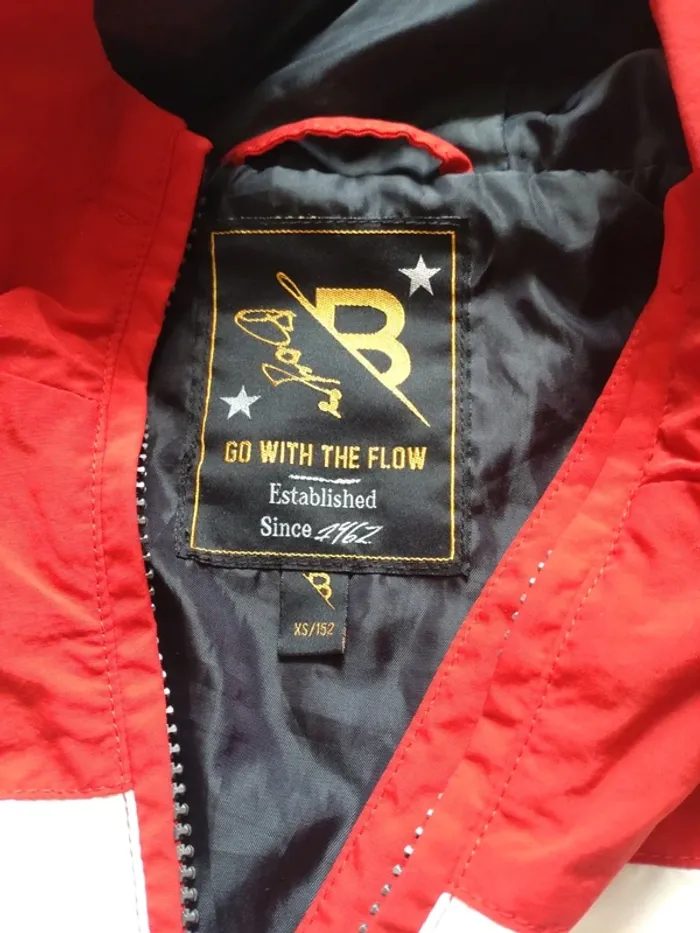 B
GO WITH THE FLOW
Established
Since 1962
B
XS/152